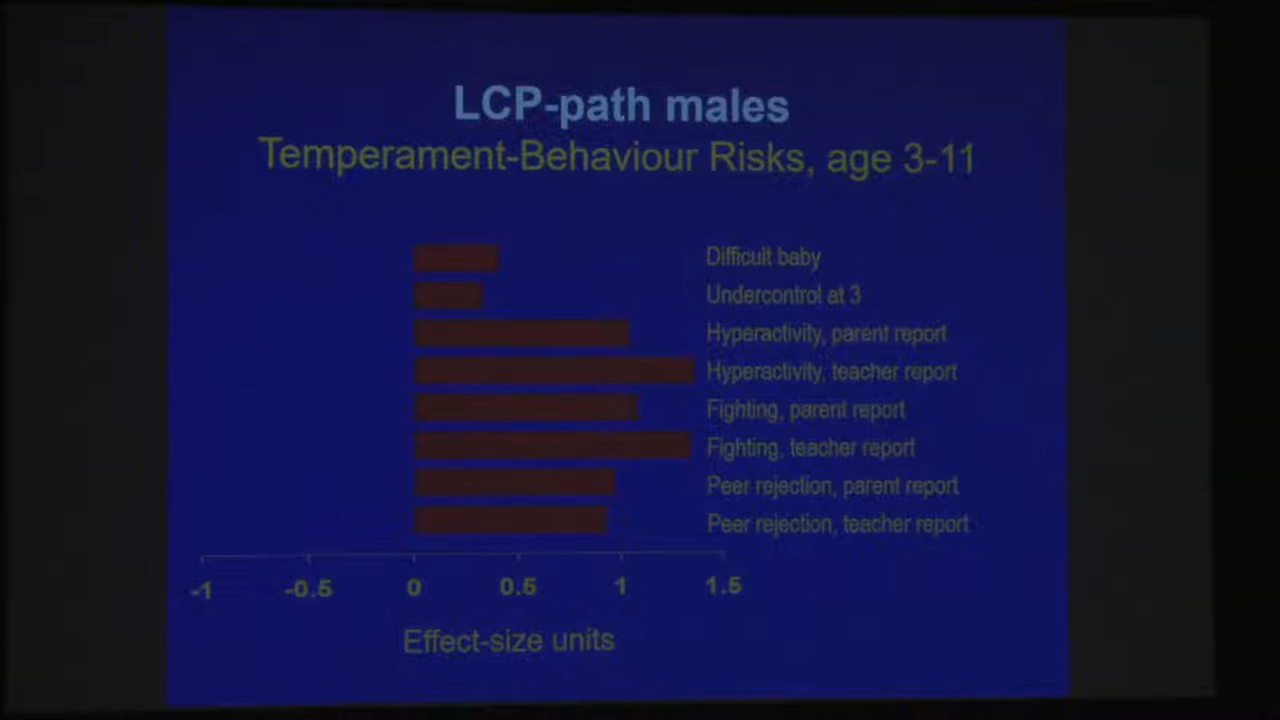 LCP-path males
Temperament-Behaviour Risks, age 3-11
Difficult baby
Undercontrol at 3
Hyperactivity, parent report
Hyperactivity, teacher report
Fighting, parent report
Fighting, teacher report
Peer rejection, parent report
Peer rejection, teacher report
-1 -0.5 0 0.5 1 1.5
Effect-size units